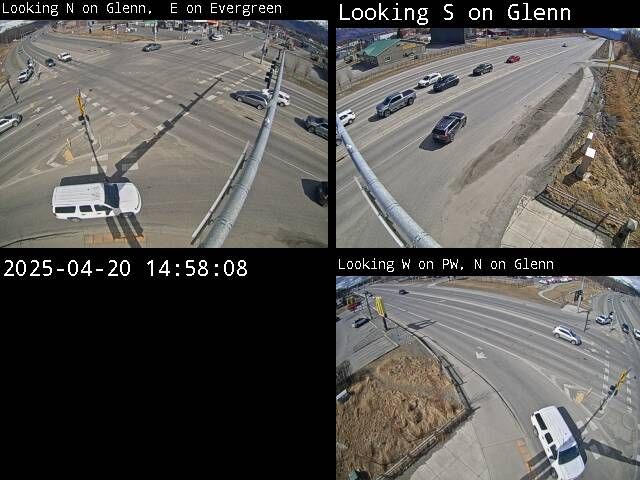 Looking N on Glenn,  E on Evergreen
Looking S on Glenn
2025-04-20 14:58:08
Looking W on PW, N on Glenn